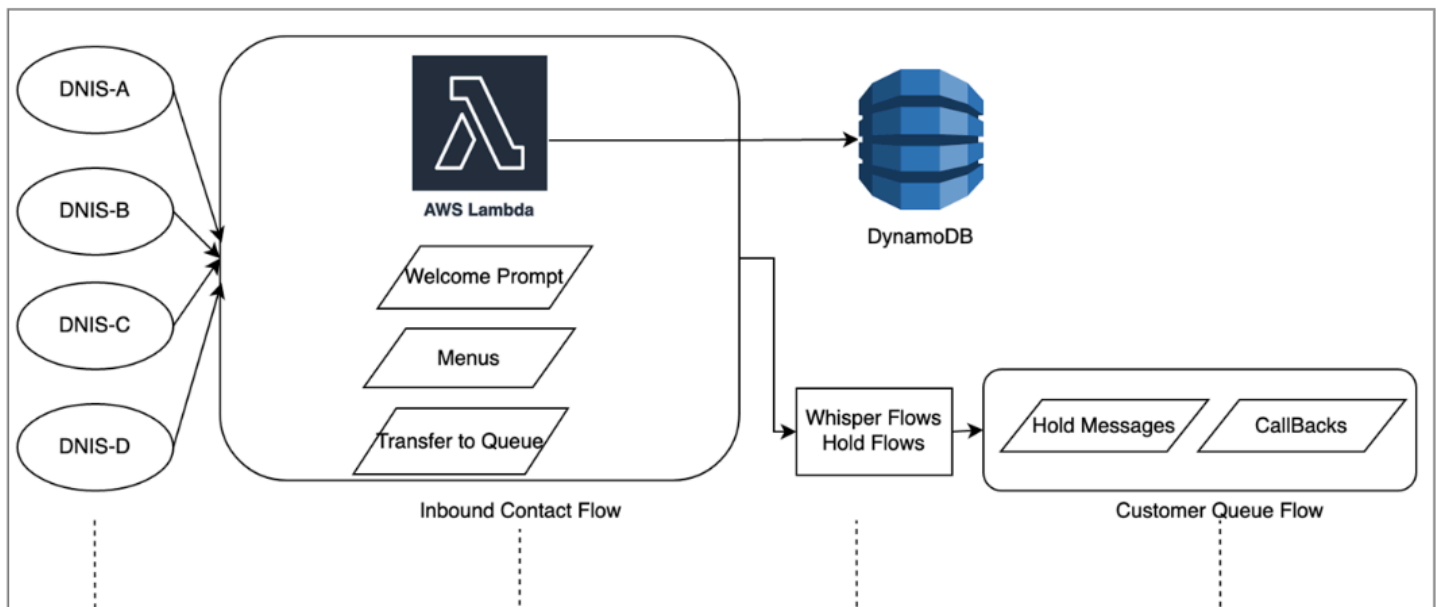 DNIS-A
DNIS-B
DNIS-C
DNIS-D
AWS Lambda
Welcome Prompt
Menus
Transfer to Queue
Inbound Contact Flow
DynamoDB
Whisper Flows
Hold Flows
Hold Messages
CallBacks
Customer Queue Flow